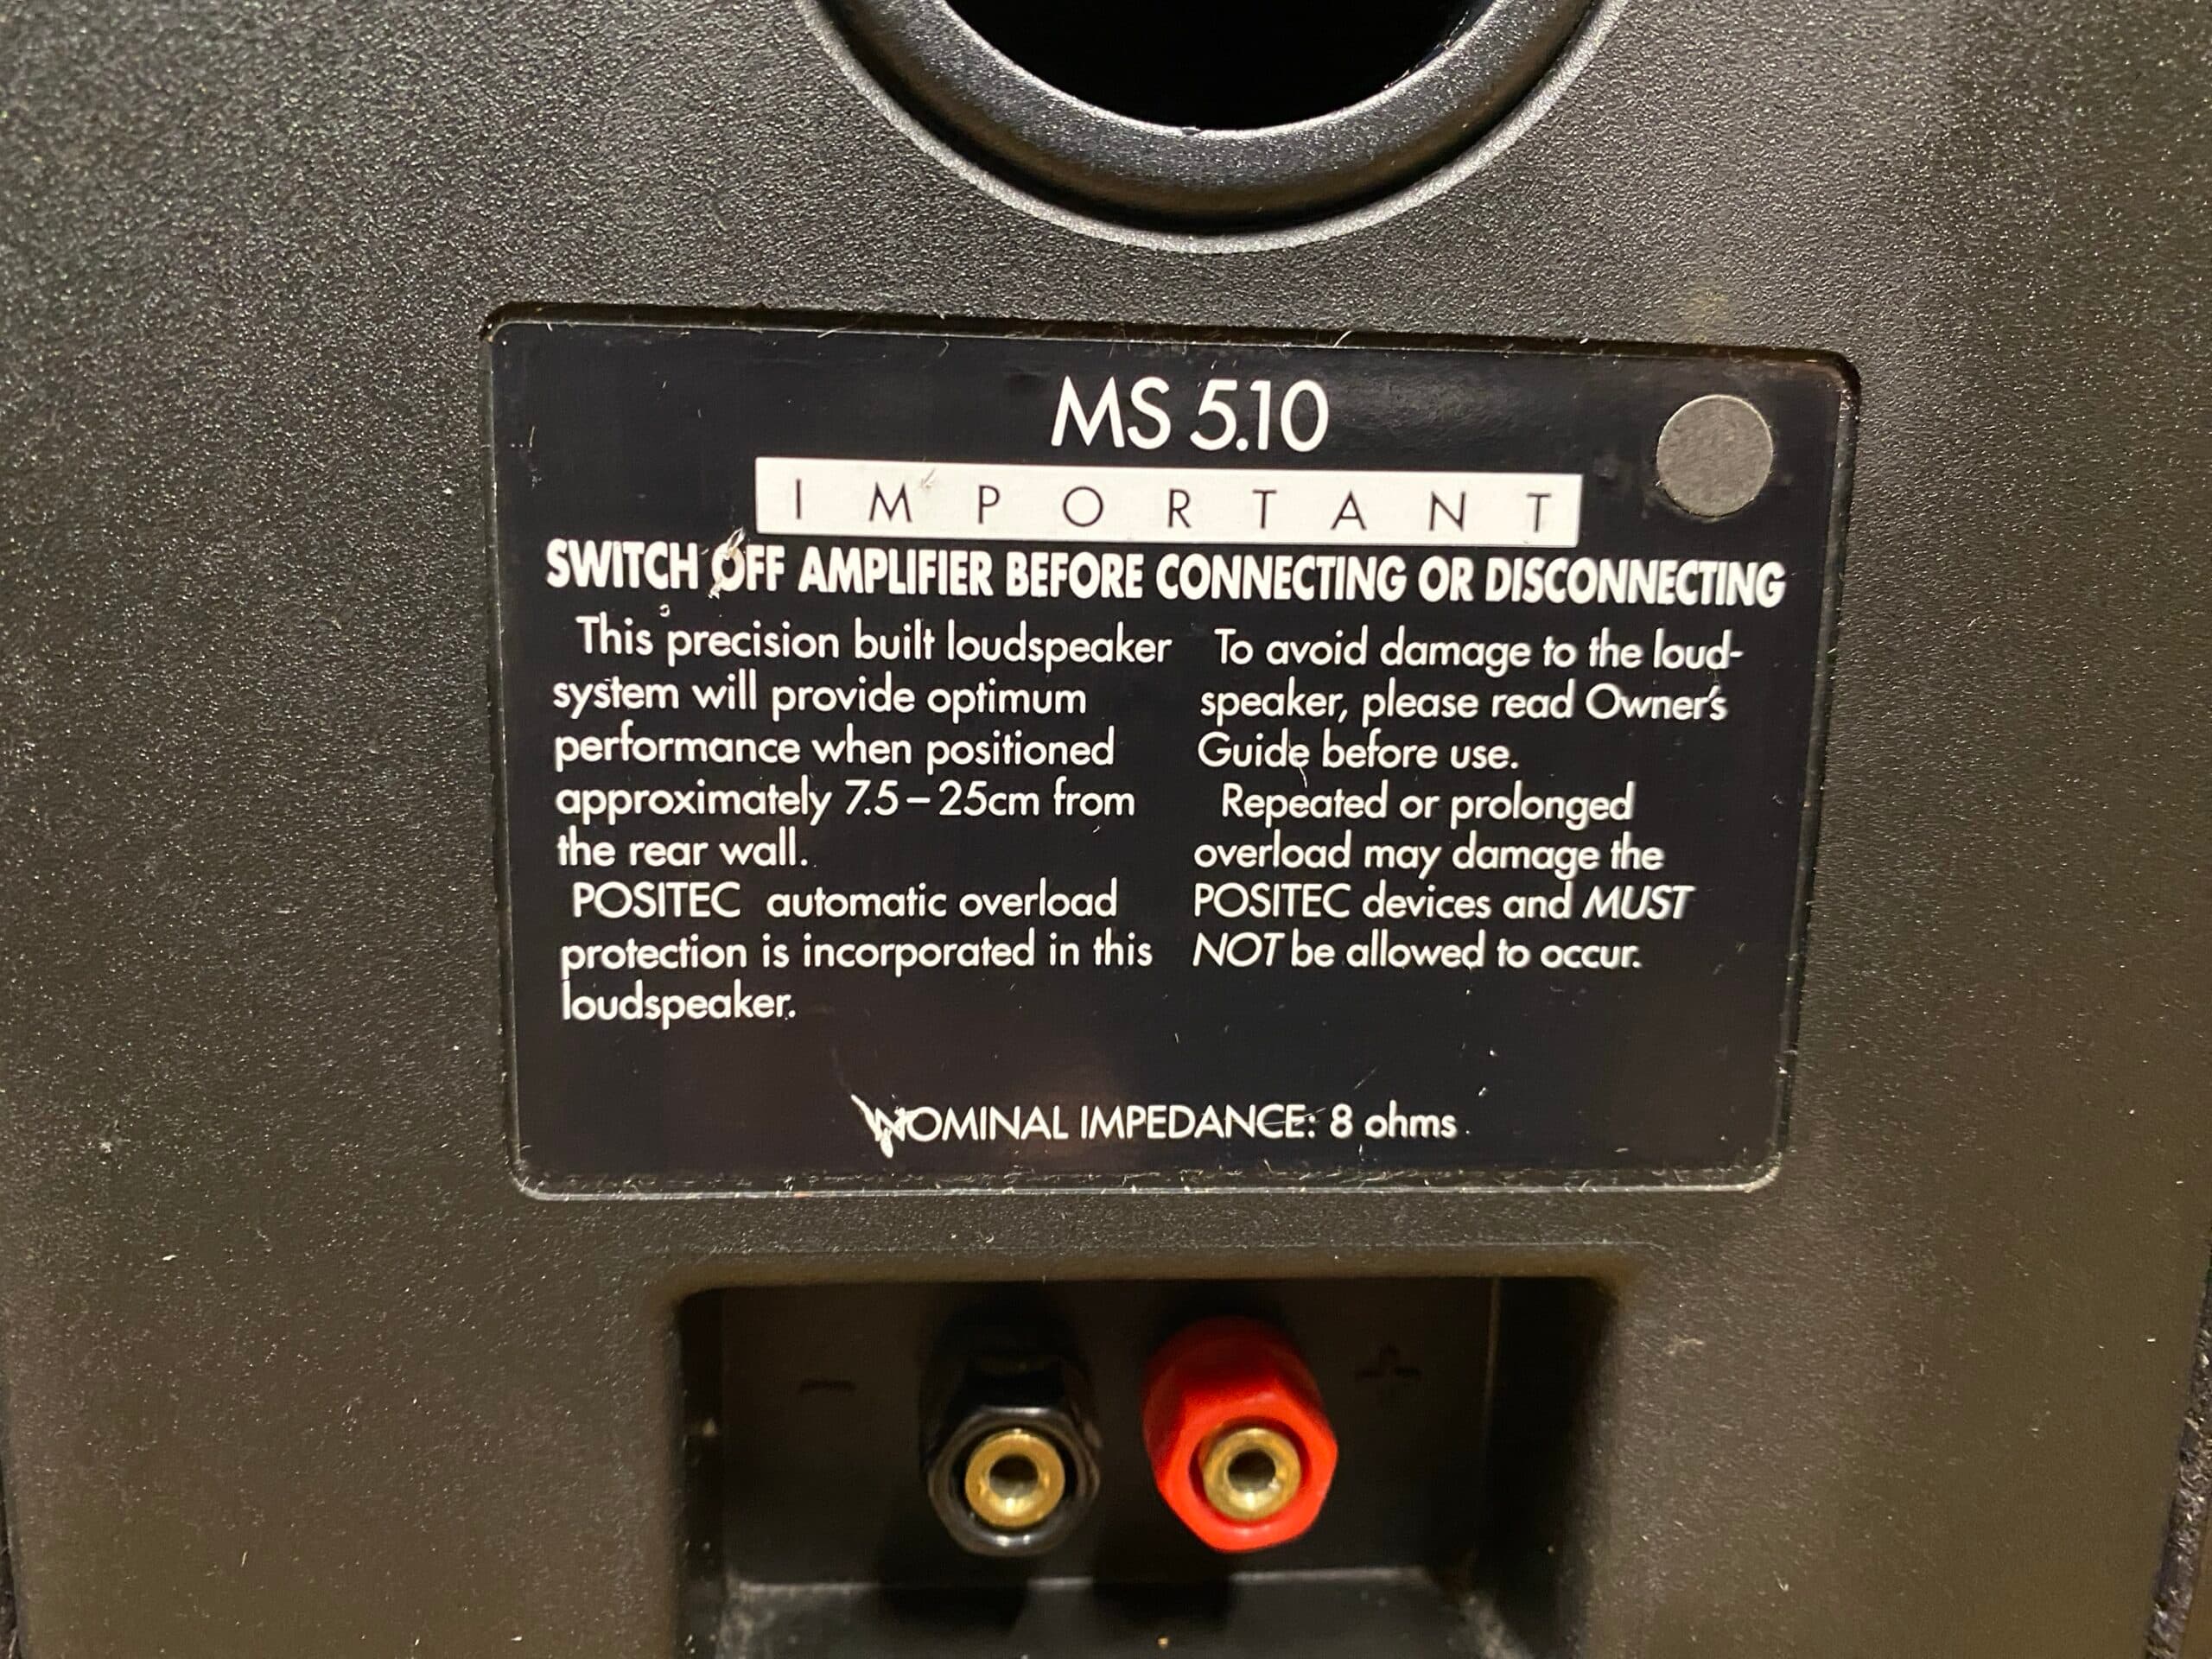 MS 5.10
IMPORTANT
SWITCH OFF AMPLIFIER BEFORE CONNECTING OR DISCONNECTING
This precision built loudspeaker
system will provide optimum
performance when positioned
approximately 7.5–25cm from
the rear wall.
POSITEC automatic overload
protection is incorporated in this
loudspeaker.
To avoid damage to the loud-
speaker, please read Owner's
Guide before use.
Repeated or prolonged
overload may damage the
POSITEC devices and MUST
NOT be allowed to occur.
NOMINAL IMPEDANCE: 8 ohms
− +